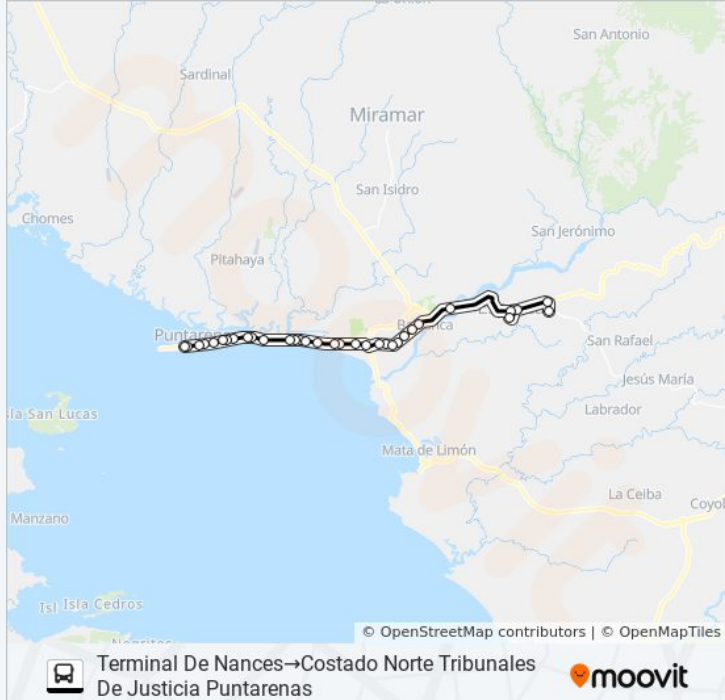 San Antonio
Sardinal
Miramar
San Isidro
Chomes
San Jerónimo
Pitahaya
San Rafael
Jesús María
Labrador
Mata de Limón
La Ceiba
Manzano
Isla Cedros
© OpenStreetMap contributors | © OpenMapTiles
Terminal De Nances→Costado Norte Tribunales
De Justicia Puntarenas
moovit